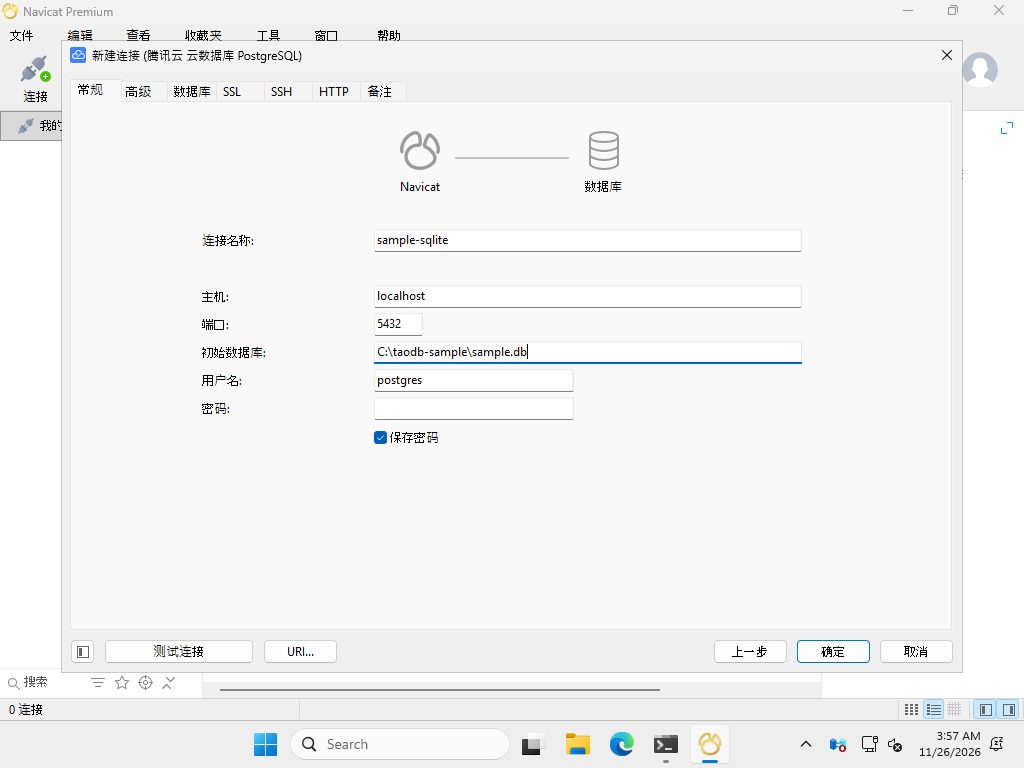 Navicat Premium
文件 编辑 查看 收藏夹 工具 窗口 帮助
连接
我的
新建连接 (腾讯云 云数据库 PostgreSQL)
常规 高级 数据库 SSL SSH HTTP 备注
Navicat 数据库
连接名称: sample-sqlite
主机: localhost
端口: 5432
初始数据库: C:\taodb-sample\sample.db
用户名: postgres
密码:
保存密码
测试连接 URI... 上一步 确定 取消
搜索
0 连接
Search
3:57 AM
11/26/2026